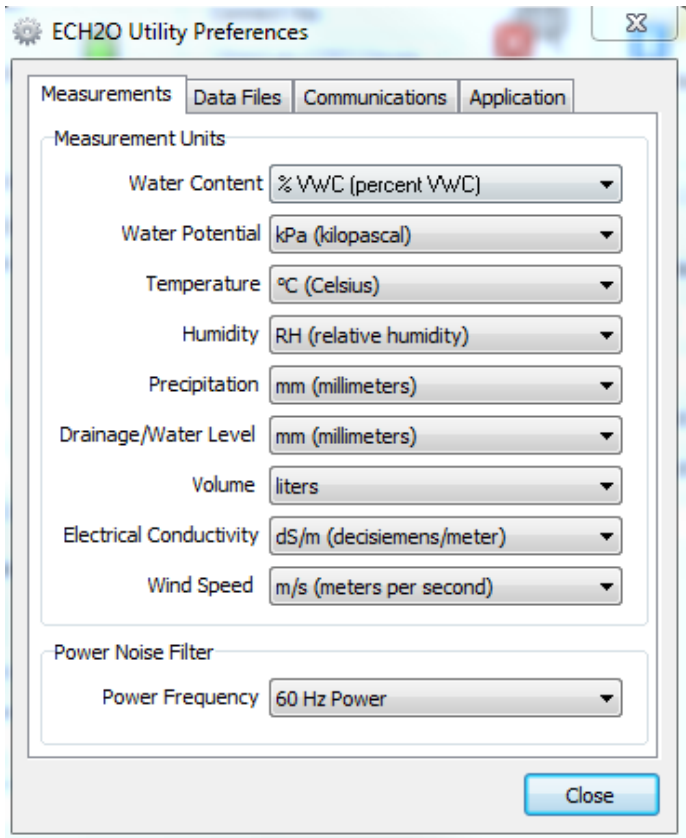 ECH2O Utility Preferences
Measurements Data Files Communications Application
Measurement Units
Water Content % VWC (percent VWC)
Water Potential kPa (kilopascal)
Temperature ºC (Celsius)
Humidity RH (relative humidity)
Precipitation mm (millimeters)
Drainage/Water Level mm (millimeters)
Volume liters
Electrical Conductivity dS/m (decisiemens/meter)
Wind Speed m/s (meters per second)
Power Noise Filter
Power Frequency 60 Hz Power
Close